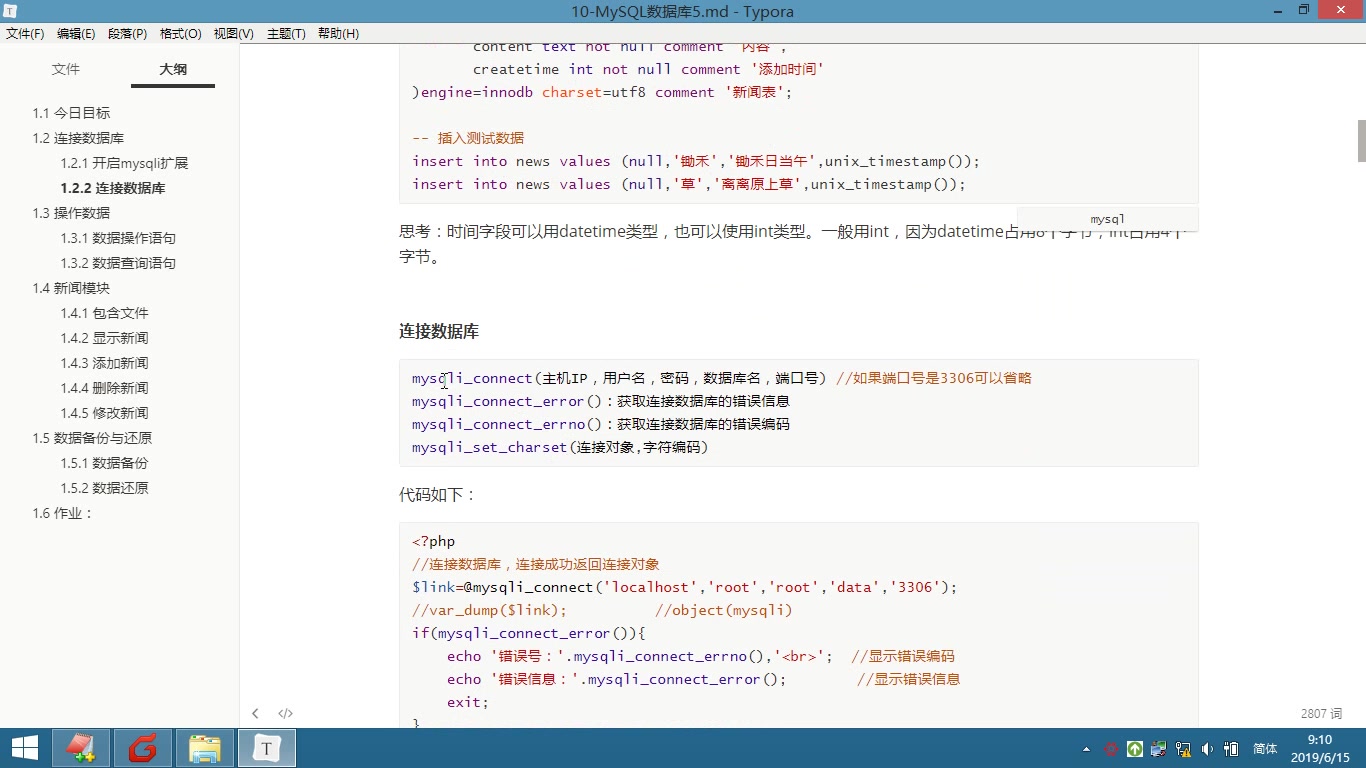 10-MySQL数据库5.md - Typora
文件(F) 编辑(E) 段落(P) 格式(O) 视图(V) 主题(T) 帮助(H)
文件 大纲
1.1 今日目标
1.2 连接数据库
1.2.1 开启mysqli扩展
1.2.2 连接数据库
1.3 操作数据
1.3.1 数据操作语句
1.3.2 数据查询语句
1.4 新闻模块
1.4.1 包含文件
1.4.2 显示新闻
1.4.3 添加新闻
1.4.4 删除新闻
1.4.5 修改新闻
1.5 数据备份与还原
1.5.1 数据备份
1.5.2 数据还原
1.6 作业：
content text not null comment '内容',
createtime int not null comment '添加时间'
)engine=innodb charset=utf8 comment '新闻表';
-- 插入测试数据
insert into news values (null,'锄禾','锄禾日当午',unix_timestamp());
insert into news values (null,'草','离离原上草',unix_timestamp());
mysql
思考：时间字段可以用datetime类型，也可以使用int类型。一般用int，因为datetime占用8个字节，int占用4个
字节。
连接数据库
mysqli_connect(主机IP，用户名，密码，数据库名，端口号) //如果端口号是3306可以省略
mysqli_connect_error()：获取连接数据库的错误信息
mysqli_connect_errno()：获取连接数据库的错误编码
mysqli_set_charset(连接对象,字符编码)
代码如下：
<?php
//连接数据库，连接成功返回连接对象
$link=@mysqli_connect('localhost','root','root','data','3306');
//var_dump($link); //object(mysqli)
if(mysqli_connect_error()){
echo '错误号：'.mysqli_connect_errno(),'<br>'; //显示错误编码
echo '错误信息：'.mysqli_connect_error(); //显示错误信息
exit;
}
2807 词
简体
9:10
2019/6/15